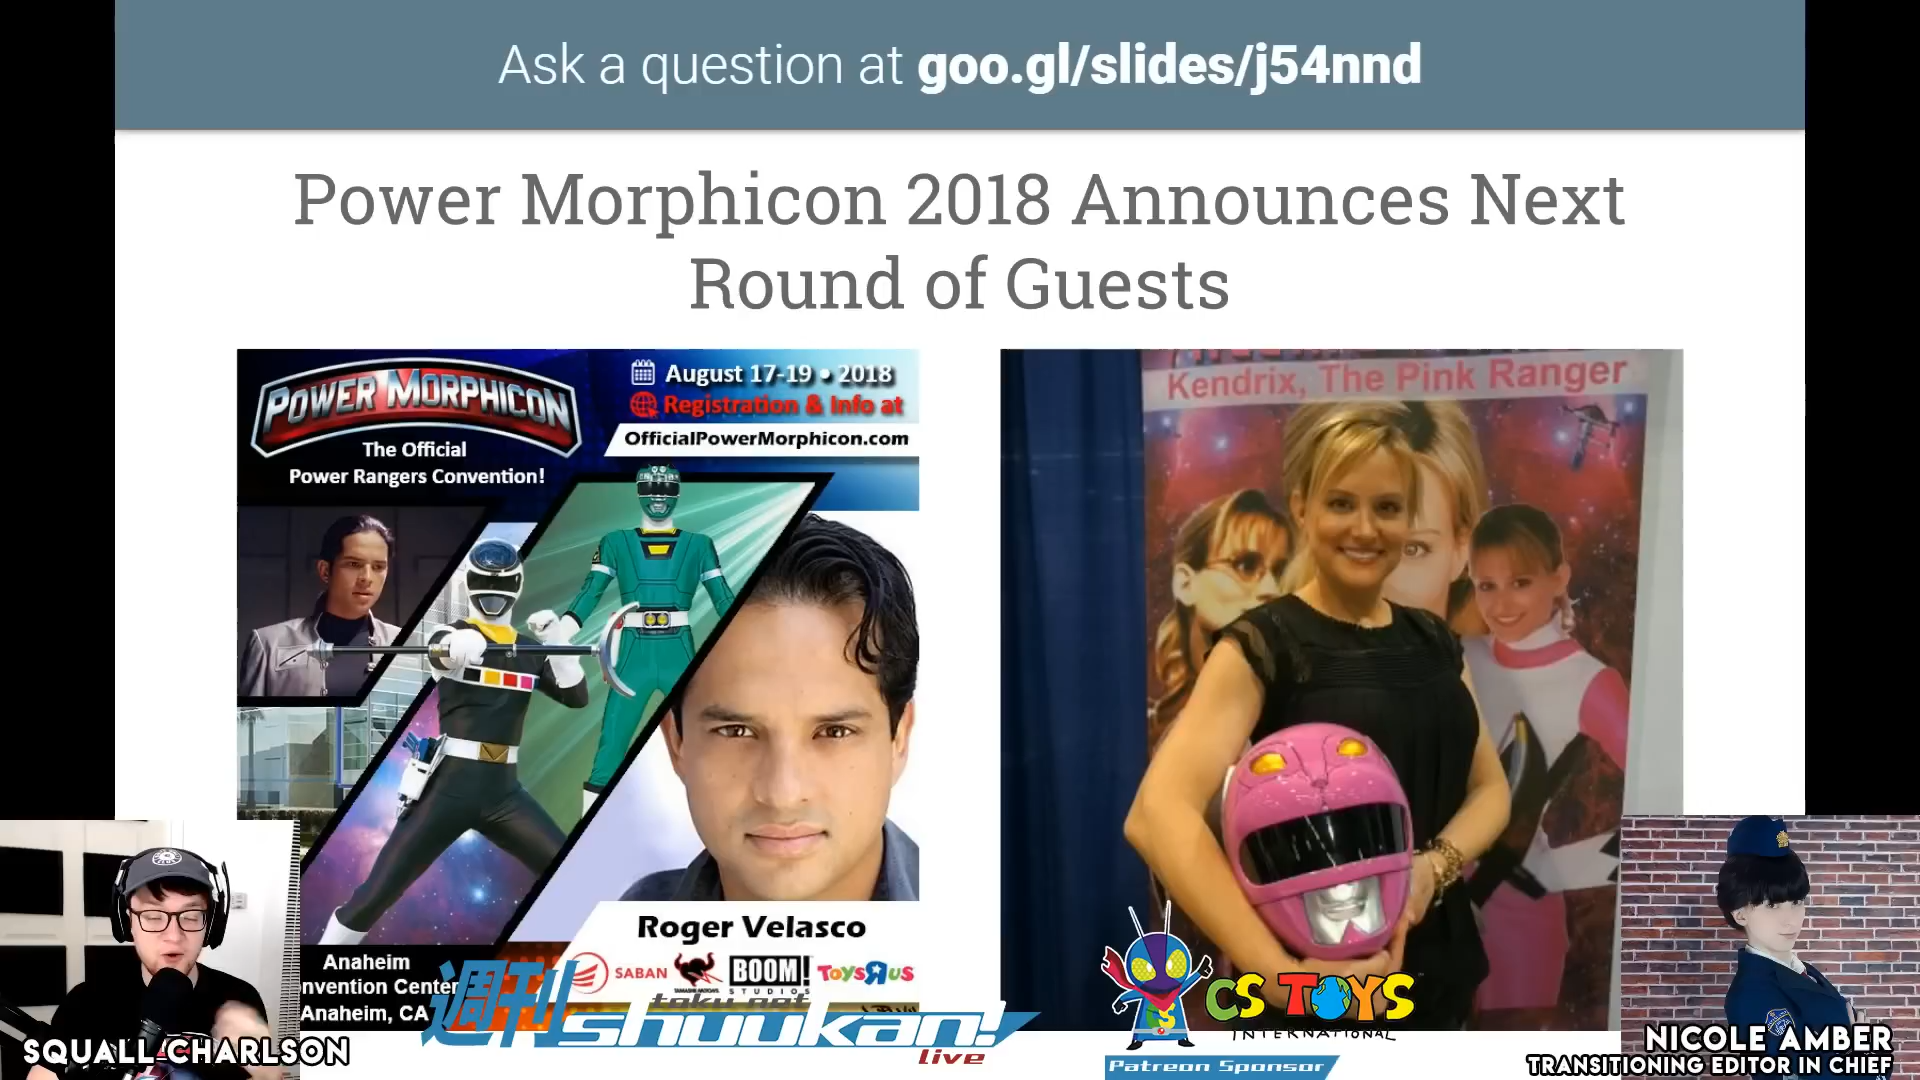 Ask a question at goo.gl/slides/j54nnd
Power Morphicon 2018 Announces Next
Round of Guests
POWER MORPHICON
The Official
Power Rangers Convention!
August 17-19 • 2018
Registration & Info at
OfficialPowerMorphicon.com
Roger Velasco
SABAN
BOOM!
STUDIOS
TOYSRUS
Anaheim
nvention Center
Anaheim, CA
Kendrix, The Pink Ranger
週刊
toku net
shuukan!
live
CS TOYS
INTERNATIONAL
Patreon Sponsor
SQUALL CHARLSON
NICOLE AMBER
TRANSITIONING EDITOR IN CHIEF